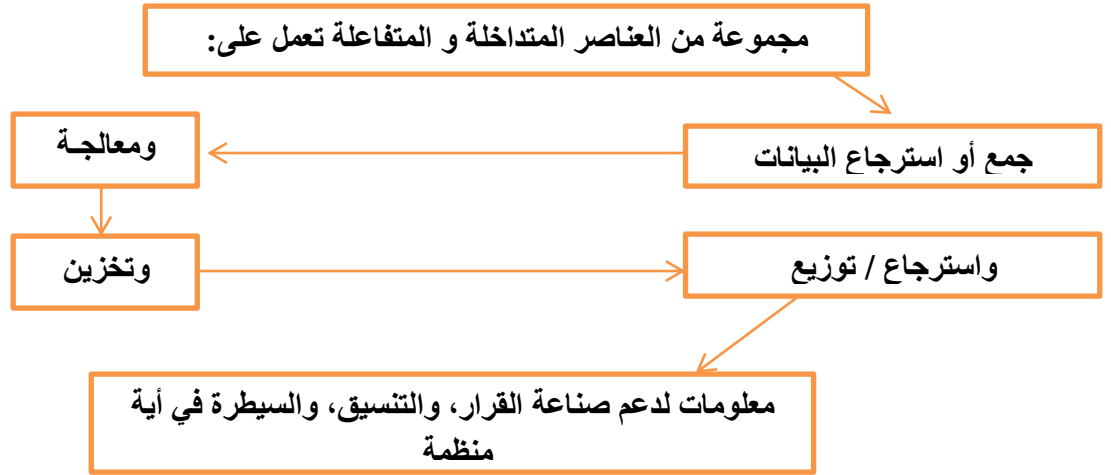 مجموعة من العناصر المتداخلة و المتفاعلة تعمل على:
جمع أو استرجاع البيانات
ومعالجـة
وتخزين
واسترجاع / توزيع
معلومات لدعم صناعة القرار، والتنسيق، والسيطرة في أية
منظمة